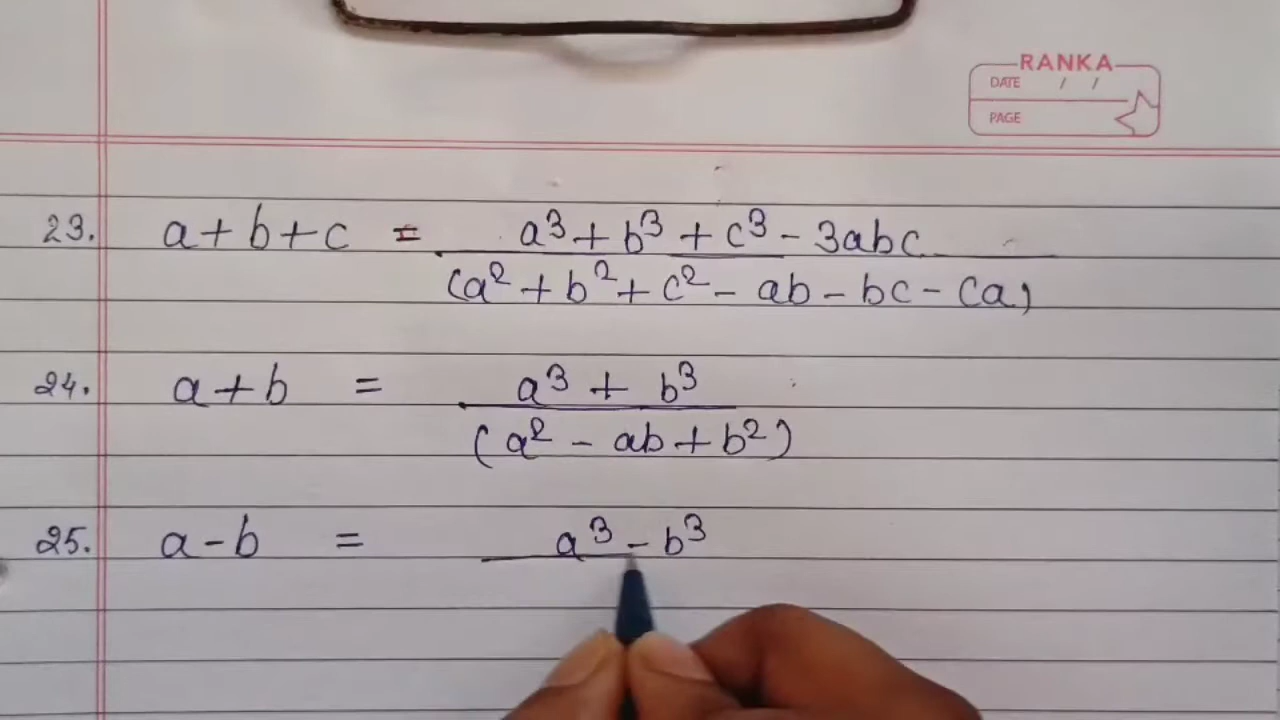 RANKA
DATE / /
PAGE
23. a+b+c = a³ + b³ + c³ - 3abc
(a² + b² + c² - ab - bc - ca)
24. a+b = a³ + b³
(a² - ab + b²)
25. a-b = a³ - b³